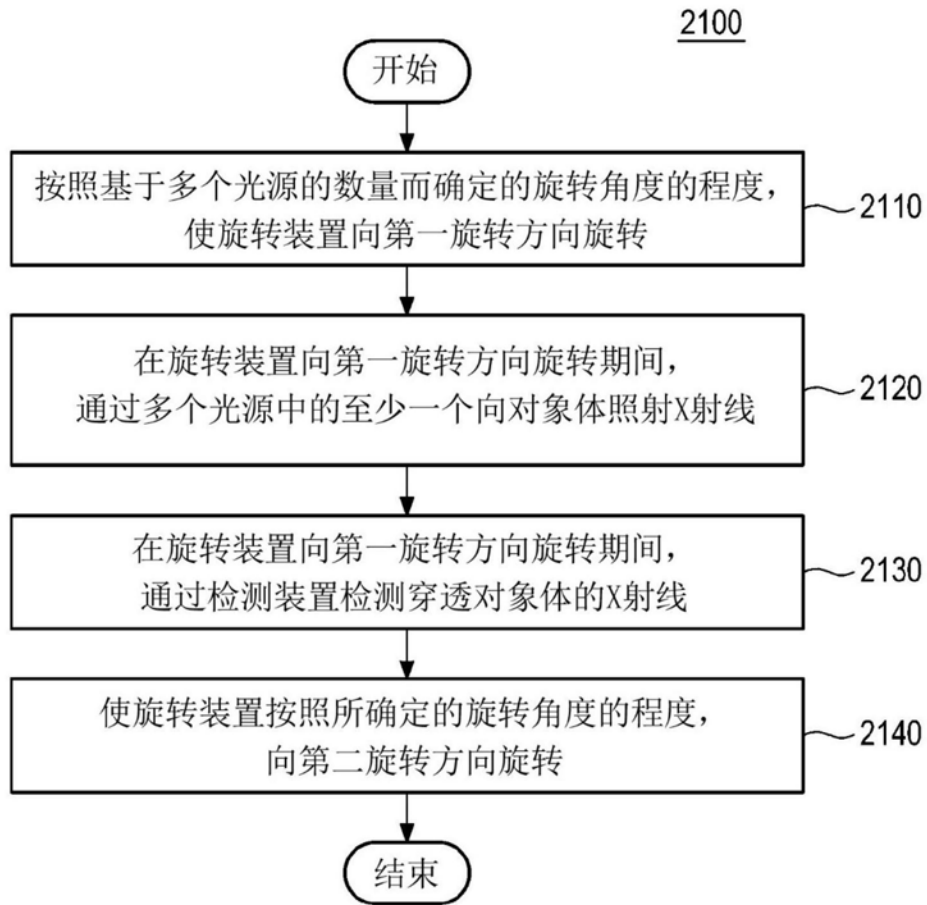 2100
开始
按照基于多个光源的数量而确定的旋转角度的程度，
使旋转装置向第一旋转方向旋转
2110
在旋转装置向第一旋转方向旋转期间，
通过多个光源中的至少一个向对象体照射X射线
2120
在旋转装置向第一旋转方向旋转期间，
通过检测装置检测穿透对象体的X射线
2130
使旋转装置按照所确定的旋转角度的程度，
向第二旋转方向旋转
2140
结束